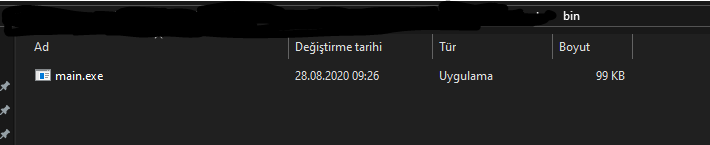 bin
Ad Değiştirme tarihi Tür Boyut
main.exe 28.08.2020 09:26 Uygulama 99 KB